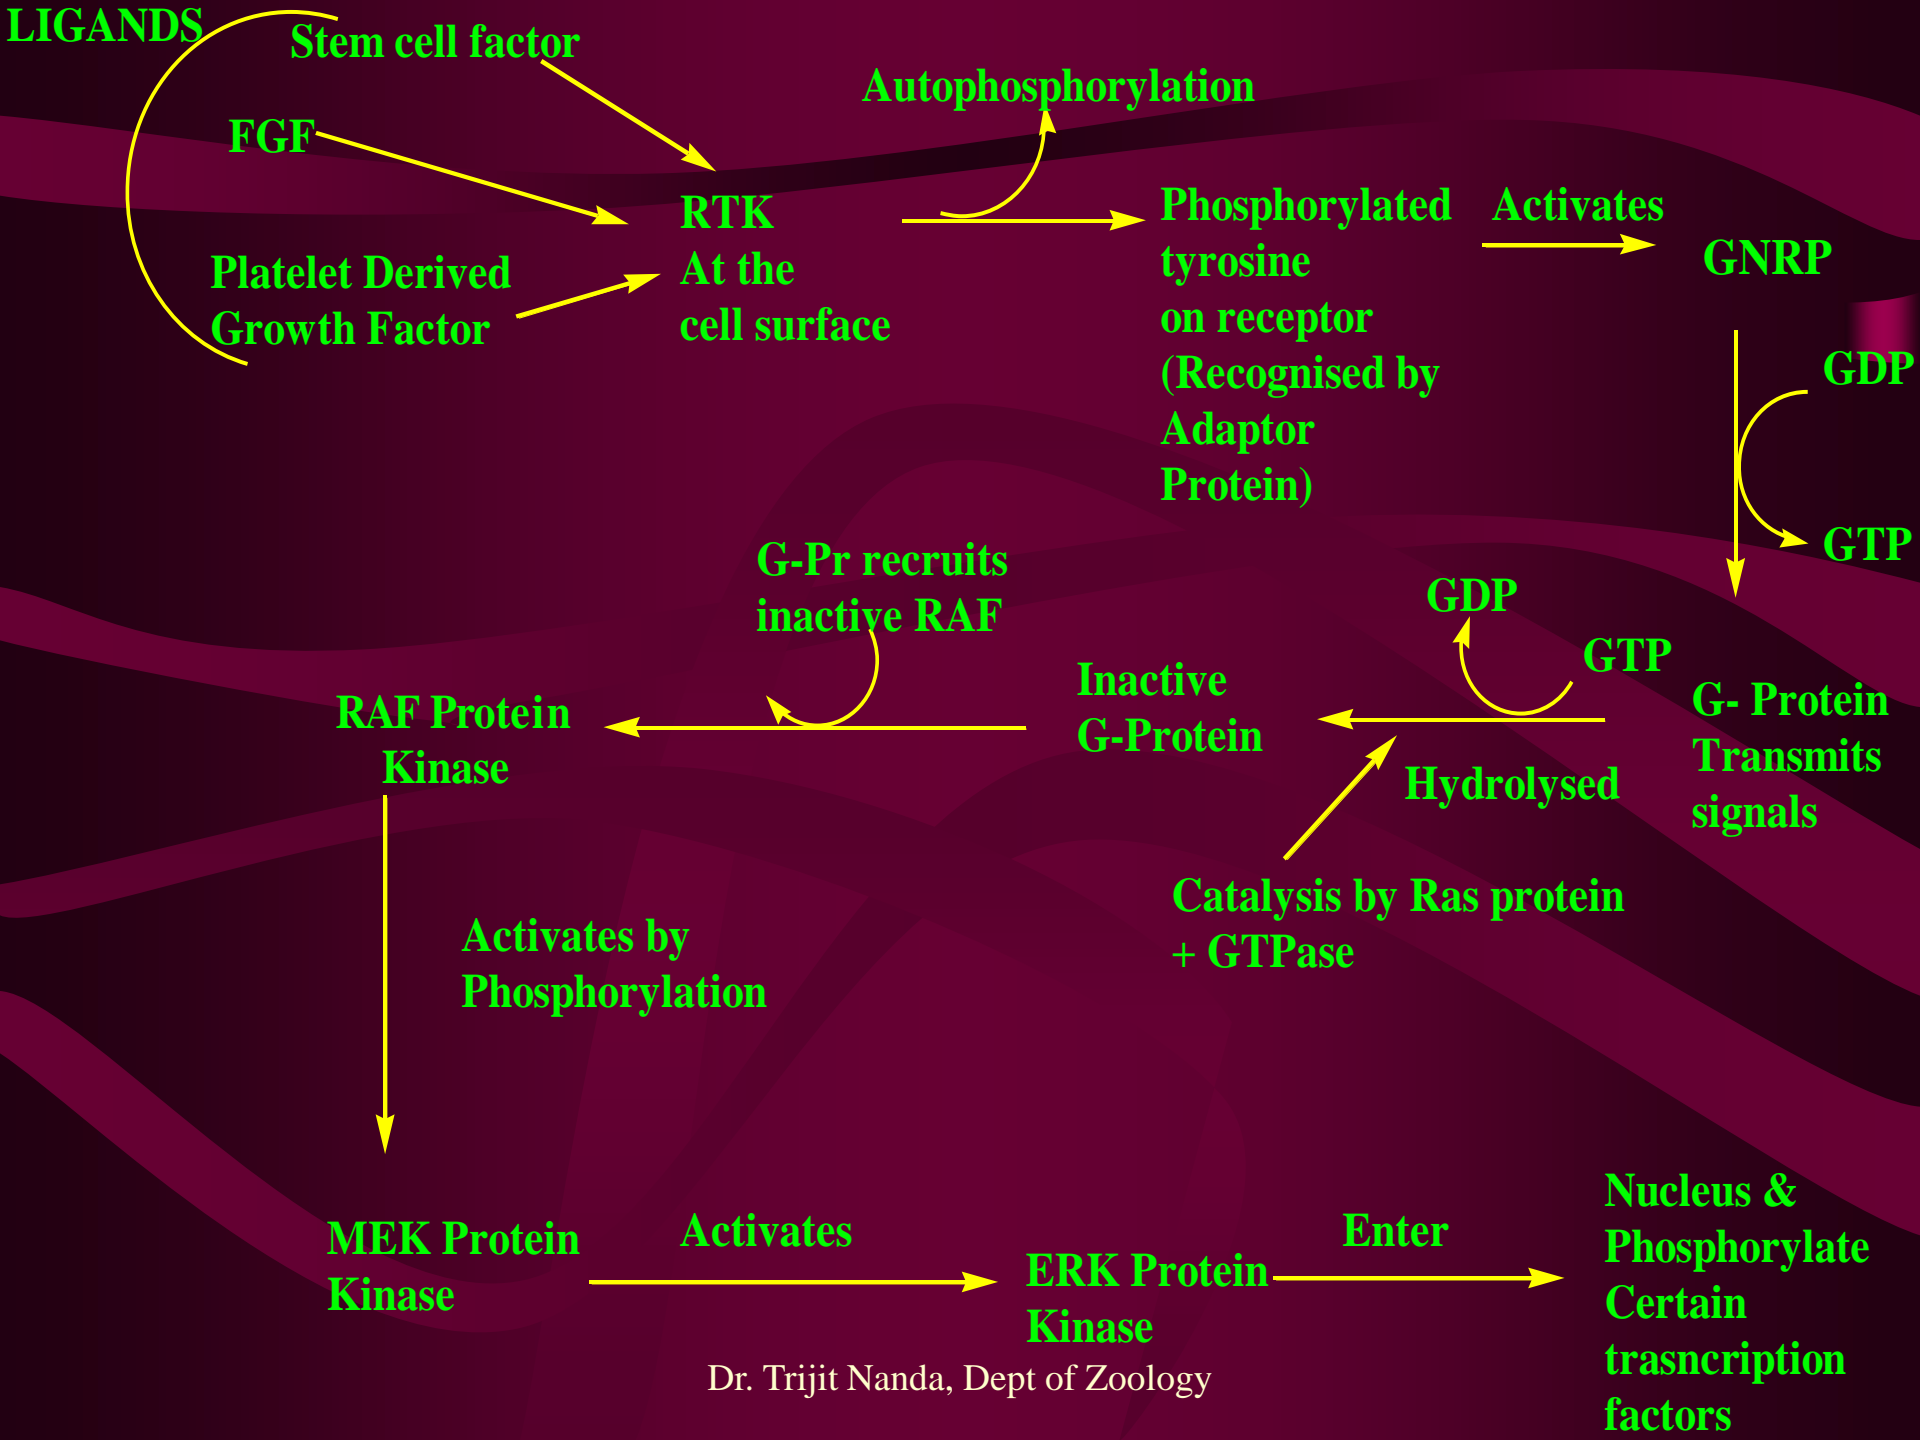 LIGANDS
Stem cell factor
FGF
Platelet Derived
Growth Factor
RTK
At the
cell surface
Autophosphorylation
Phosphorylated
tyrosine
on receptor
(Recognised by
Adaptor
Protein)
Activates
GNRP
GDP
GTP
G- Protein
Transmits
signals
GTP
GDP
Hydrolysed
Catalysis by Ras protein
+ GTPase
Inactive
G-Protein
G-Pr recruits
inactive RAF
RAF Protein
Kinase
Activates by
Phosphorylation
MEK Protein
Kinase
Activates
ERK Protein
Kinase
Enter
Nucleus &
Phosphorylate
Certain
trasncription
factors
Dr. Trijit Nanda, Dept of Zoology